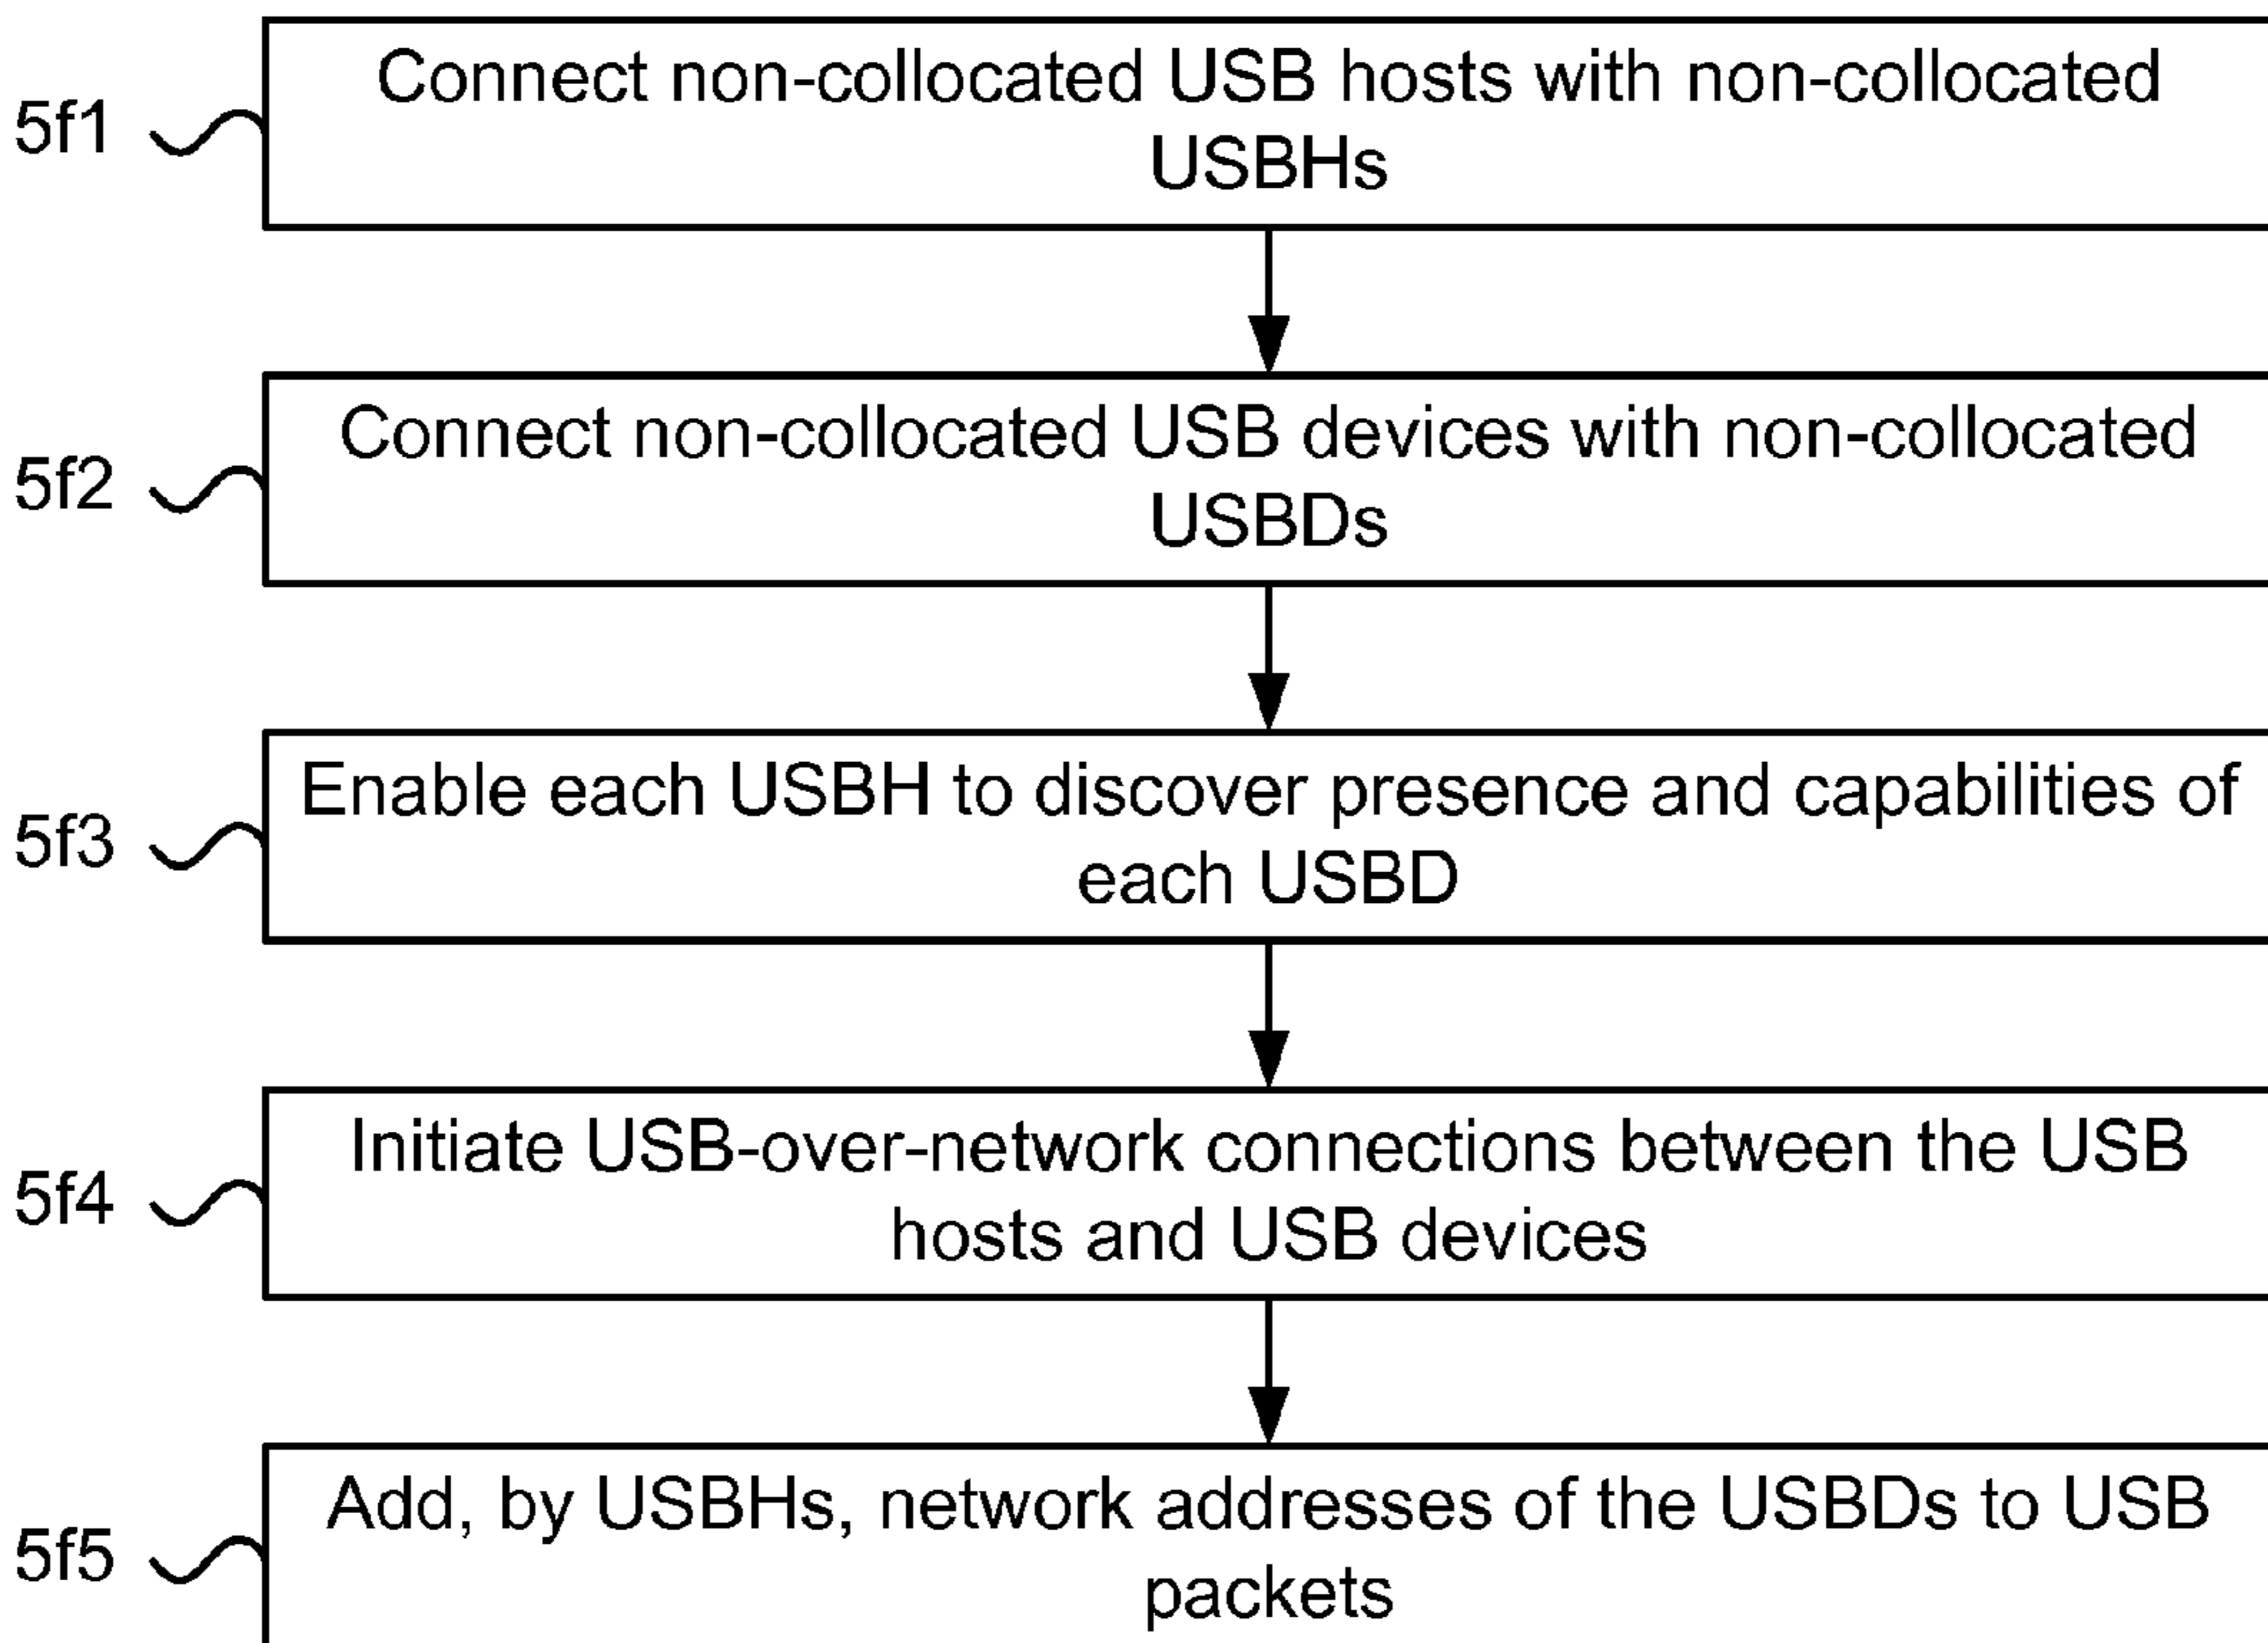 5f1
Connect non-collocated USB hosts with non-collocated
USBHs
5f2
Connect non-collocated USB devices with non-collocated
USBDs
5f3
Enable each USBH to discover presence and capabilities of
each USBD
5f4
Initiate USB-over-network connections between the USB
hosts and USB devices
5f5
Add, by USBHs, network addresses of the USBDs to USB
packets